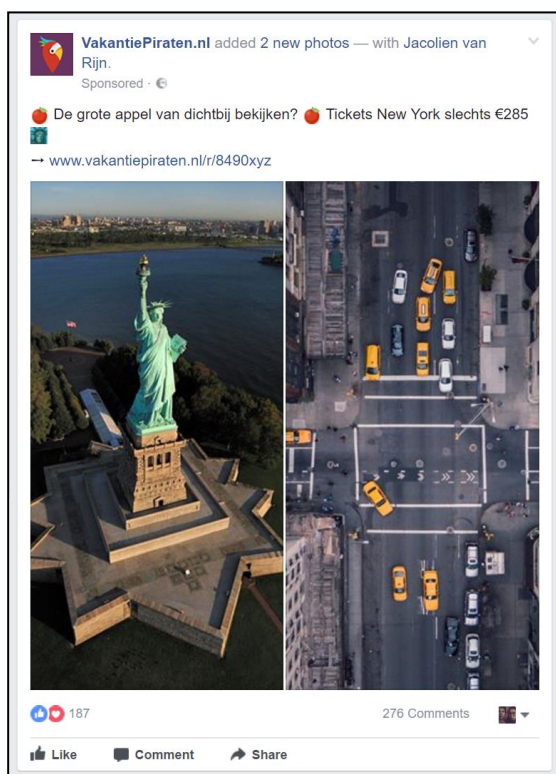 VakantiePiraten.nl added 2 new photos — with Jacolien van
Rijn.
Sponsored ·
🍎 De grote appel van dichtbij bekijken? 🍎 Tickets New York slechts €285
🗽
→ www.vakantiepiraten.nl/r/8490xyz
187
276 Comments
Like Comment Share